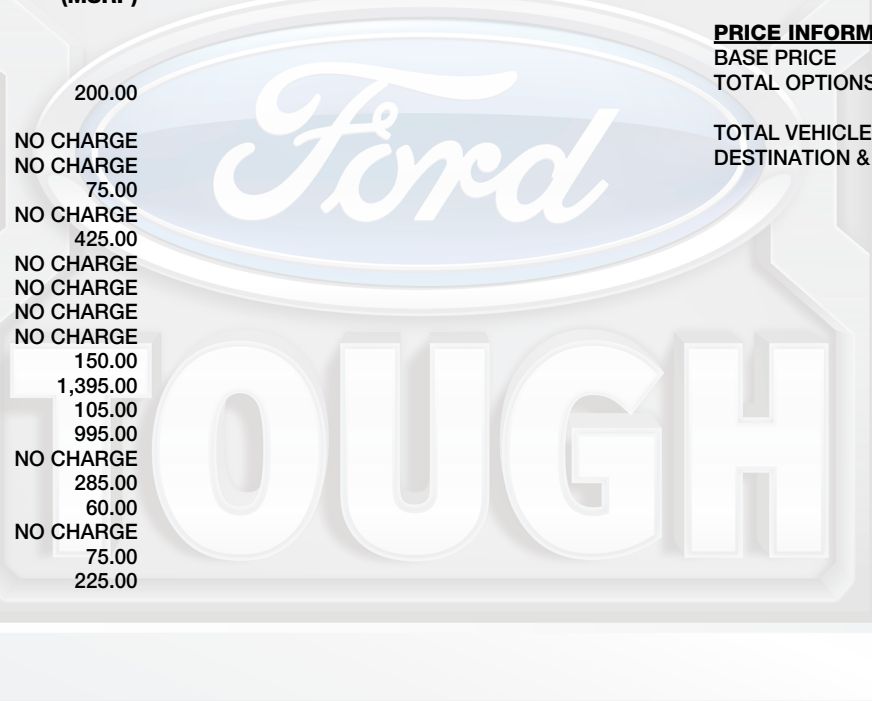 (MSRP)
200.00
NO CHARGE
NO CHARGE
75.00
NO CHARGE
425.00
NO CHARGE
NO CHARGE
NO CHARGE
NO CHARGE
150.00
1,395.00
105.00
995.00
NO CHARGE
285.00
60.00
NO CHARGE
75.00
225.00
PRICE INFORM
BASE PRICE
TOTAL OPTIONS
TOTAL VEHICLE
DESTINATION &
Ford
TOUGH